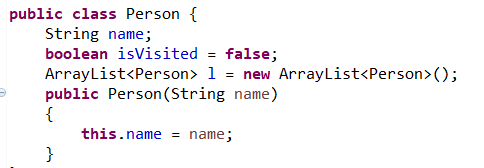 public class Person {
    String name;
    boolean isVisited = false;
    ArrayList<Person> l = new ArrayList<Person>();
    public Person(String name)
    {
        this.name = name;
    }